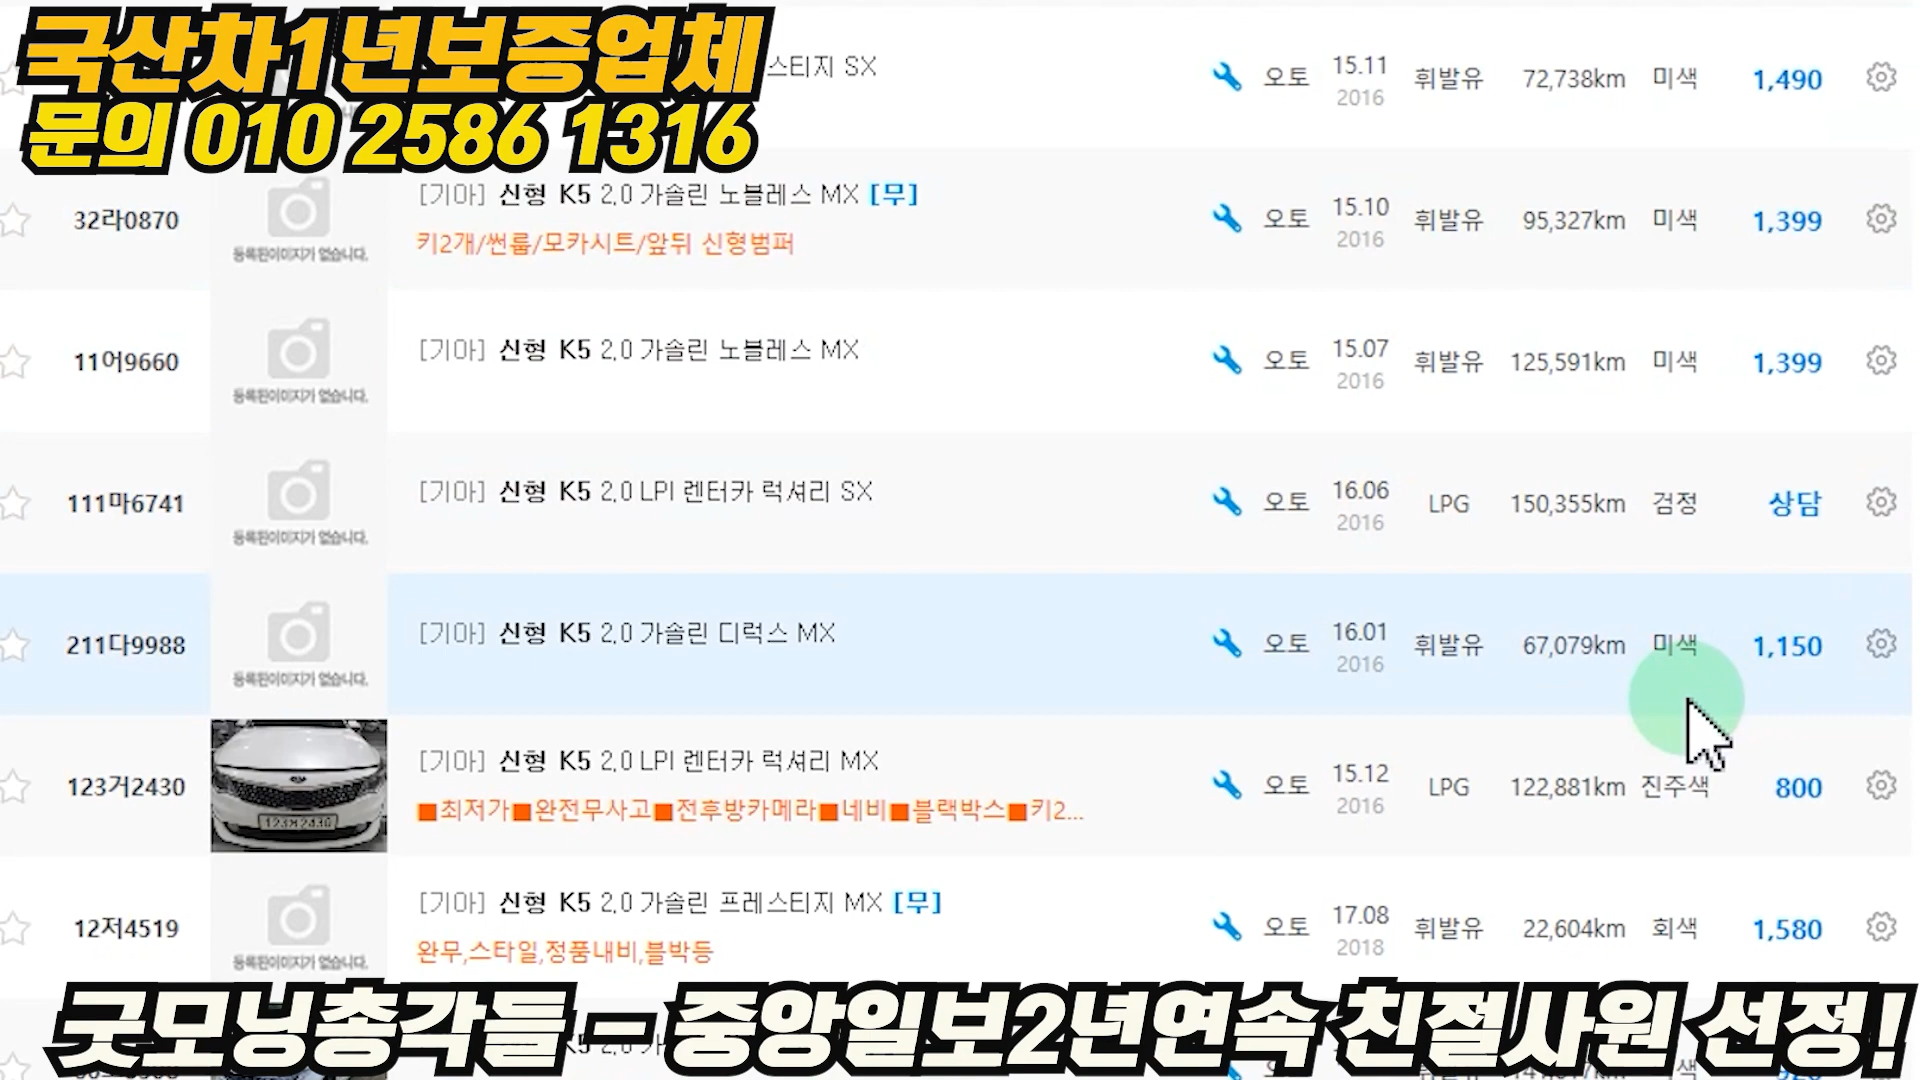 국산차1년보증업체
문의 010 2586 1316
스티지 SX 오토 15.11 2016 휘발유 72,738km 미색 1,490
32라0870 등록된이미지가 없습니다. [기아] 신형 K5 2.0 가솔린 노블레스 MX [무] 오토 15.10 2016 휘발유 95,327km 미색 1,399
키2개/썬룹/모카시트/앞뒤 신형범퍼
11어9660 등록된이미지가 없습니다. [기아] 신형 K5 2.0 가솔린 노블레스 MX 오토 15.07 2016 휘발유 125,591km 미색 1,399
111마6741 등록된이미지가 없습니다. [기아] 신형 K5 2.0 LPI 렌터카 럭셔리 SX 오토 16.06 2016 LPG 150,355km 검정 상담
211다9988 등록된이미지가 없습니다. [기아] 신형 K5 2.0 가솔린 디럭스 MX 오토 16.01 2016 휘발유 67,079km 미색 1,150
123거2430 123거2430 [기아] 신형 K5 2.0 LPI 렌터카 럭셔리 MX 오토 15.12 2016 LPG 122,881km 진주색 800
■최저가■완전무사고■전후방카메라■네비■블랙박스■키2...
12저4519 등록된이미지가 없습니다. [기아] 신형 K5 2.0 가솔린 프레스티지 MX [무] 오토 17.08 2018 휘발유 22,604km 회색 1,580
완무,스타일,정품내비,블박등
굿모닝총각들 - 중앙일보2년연속 친절사원 선정!